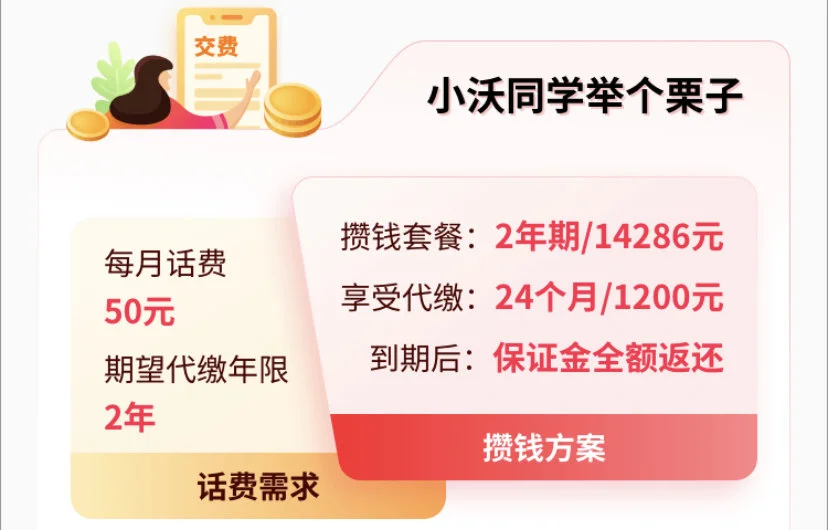 交费
小沃同学举个栗子
每月话费
50元
期望代缴年限
2年
话费需求
攒钱套餐：2年期/14286元
享受代缴：24个月/1200元
到期后：保证金全额返还
攒钱方案